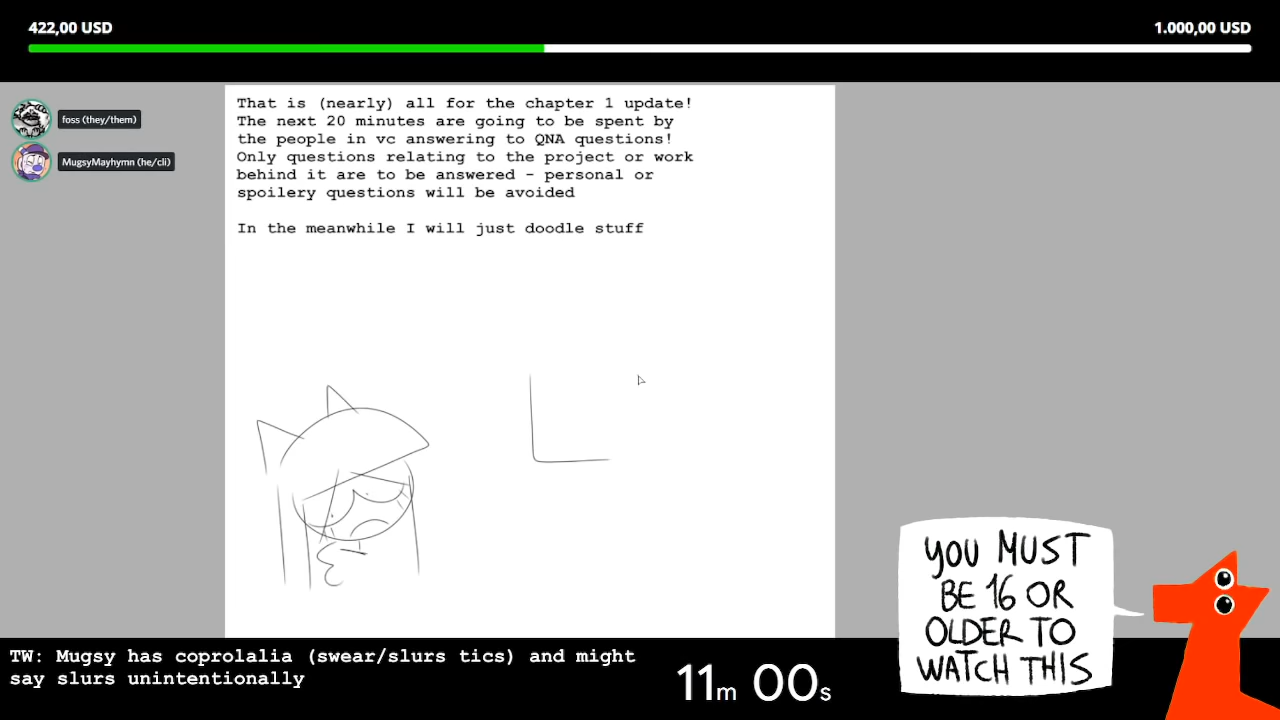 422,00 USD
1.000,00 USD
foss (they/them)
MugsyMayhymn (he/cli)
That is (nearly) all for the chapter 1 update!
The next 20 minutes are going to be spent by
the people in vc answering to QNA questions!
Only questions relating to the project or work
behind it are to be answered - personal or
spoilery questions will be avoided
In the meanwhile I will just doodle stuff
YOU MUST
BE 16 OR
OLDER TO
WATCH THIS
TW: Mugsy has coprolalia (swear/slurs tics) and might
say slurs unintentionally
11m 00s